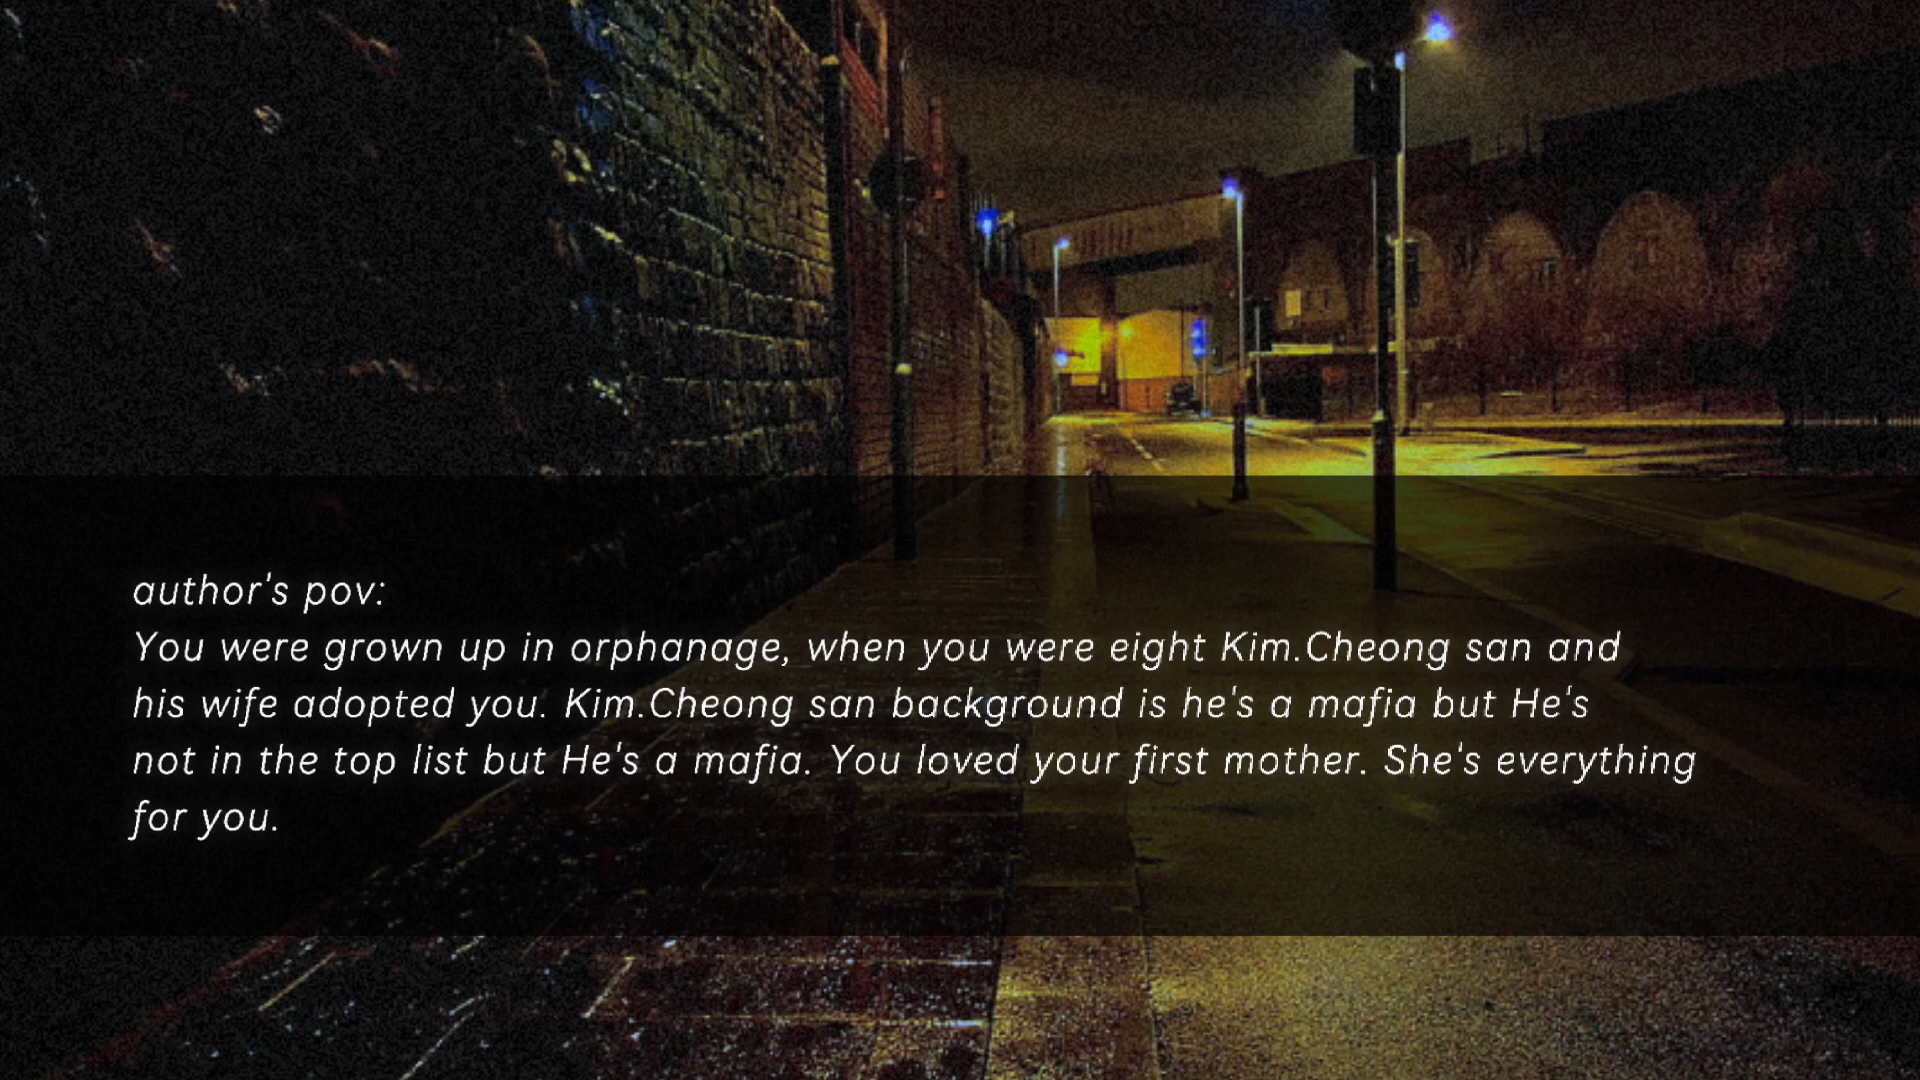 author's pov:
You were grown up in orphanage, when you were eight Kim.Cheong san and
his wife adopted you. Kim.Cheong san background is he's a mafia but He's
not in the top list but He's a mafia. You loved your first mother. She's everything
for you.